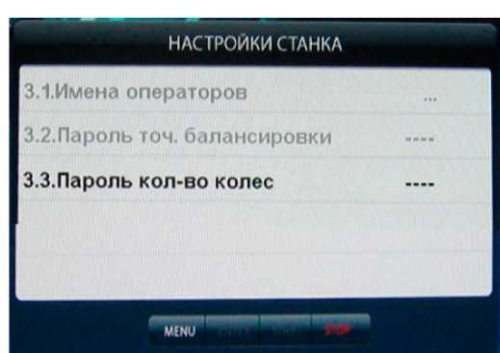 НАСТРОЙКИ СТАНКА
3.1.Имена операторов ...
3.2.Пароль точ. балансировки ----
3.3.Пароль кол-во колес ----
MENU STOP